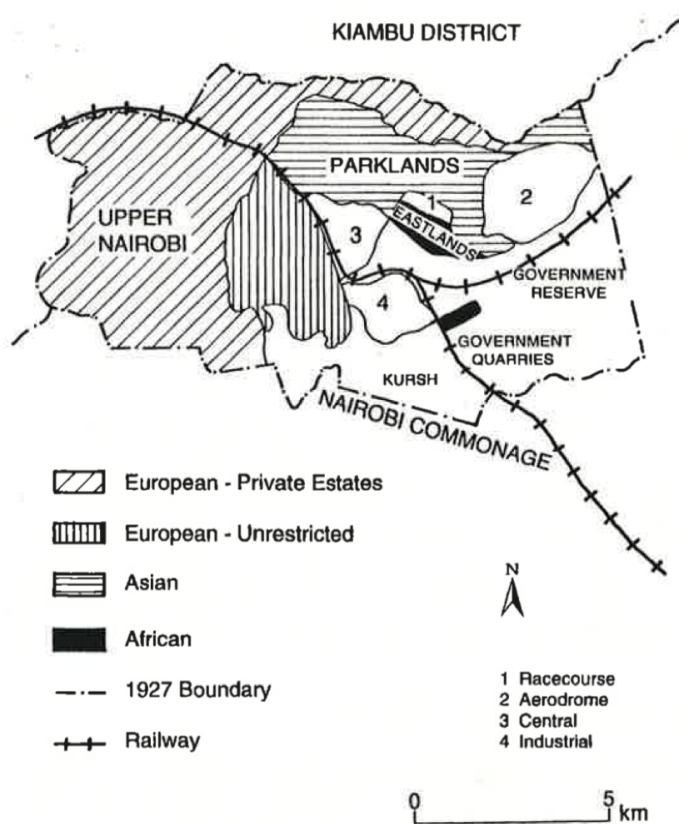 KIAMBU DISTRICT
PARKLANDS
1
2
UPPER
NAIROBI
EASTLANDS
3
GOVERNMENT
RESERVE
4
GOVERNMENT
QUARRIES
KURSH
NAIROBI COMMONAGE
European - Private Estates
European - Unrestricted
Asian
African
1927 Boundary
Railway
N
1 Racecourse
2 Aerodrome
3 Central
4 Industrial
0 5
km